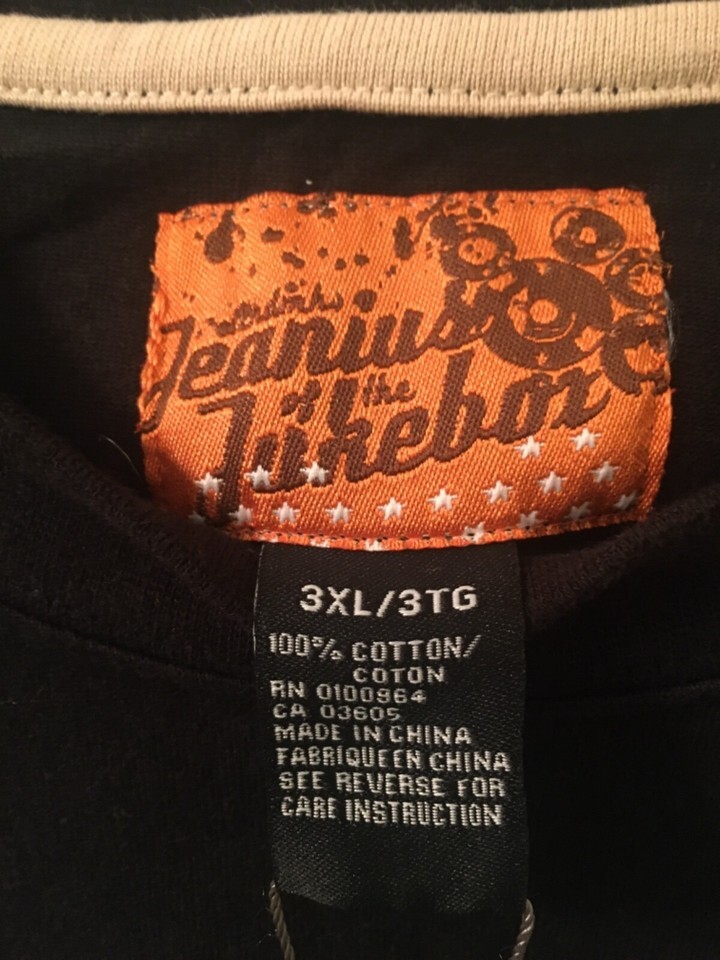 Jeanius
of the
Jukebox
3XL/3TG
100% COTTON/
COTON
RN 0100964
CA 03605
MADE IN CHINA
FABRIQUEEN CHINA
SEE REVERSE FOR
CARE INSTRUCTION